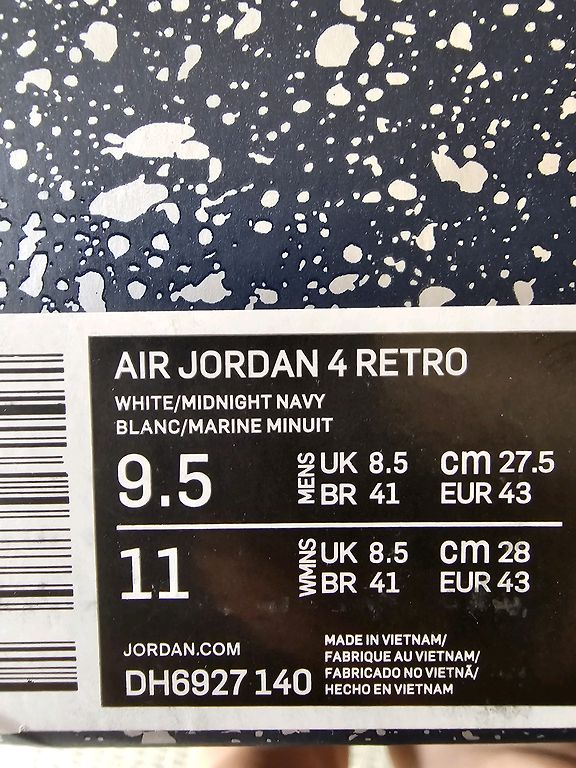 AIR JORDAN 4 RETRO
WHITE/MIDNIGHT NAVY
BLANC/MARINE MINUIT
9.5 MENS UK 8.5 cm 27.5
BR 41 EUR 43
11 WMNS UK 8.5 cm 28
BR 41 EUR 43
JORDAN.COM
DH6927 140
MADE IN VIETNAM/
FABRIQUE AU VIETNAM/
FABRICADO NO VIETNÃ/
HECHO EN VIETNAM